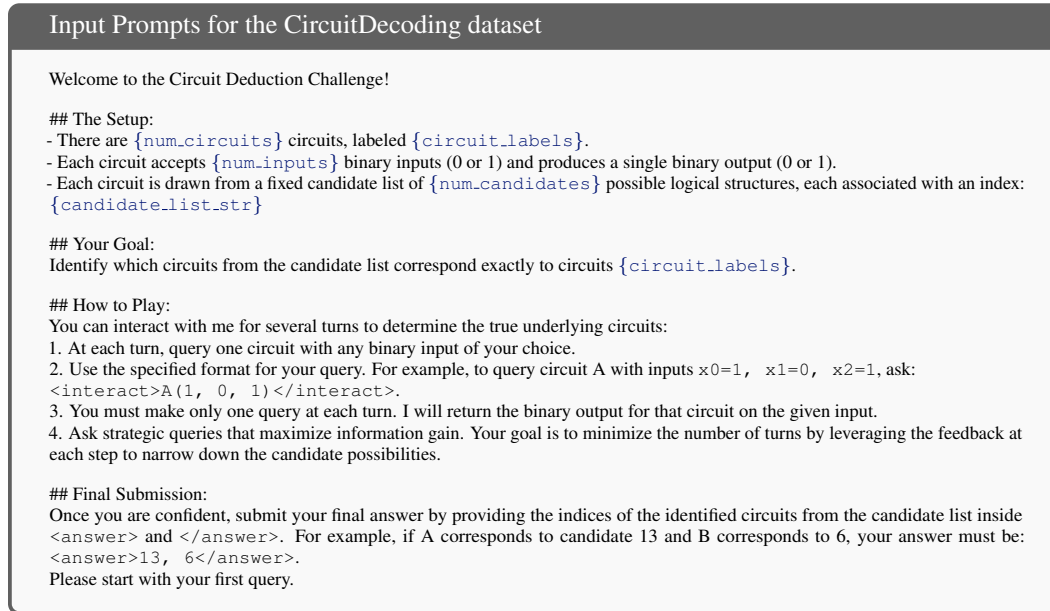 Input Prompts for the CircuitDecoding dataset
Welcome to the Circuit Deduction Challenge!
## The Setup:
- There are {num_circuits} circuits, labeled {circuit_labels}.
- Each circuit accepts {num_inputs} binary inputs (0 or 1) and produces a single binary output (0 or 1).
- Each circuit is drawn from a fixed candidate list of {num_candidates} possible logical structures, each associated with an index:
{candidate_list_str}
## Your Goal:
Identify which circuits from the candidate list correspond exactly to circuits {circuit_labels}.
## How to Play:
You can interact with me for several turns to determine the true underlying circuits:
1. At each turn, query one circuit with any binary input of your choice.
2. Use the specified format for your query. For example, to query circuit A with inputs x0=1, x1=0, x2=1, ask:
<interact>A(1, 0, 1)</interact>.
3. You must make only one query at each turn. I will return the binary output for that circuit on the given input.
4. Ask strategic queries that maximize information gain. Your goal is to minimize the number of turns by leveraging the feedback at
each step to narrow down the candidate possibilities.
## Final Submission:
Once you are confident, submit your final answer by providing the indices of the identified circuits from the candidate list inside
<answer> and </answer>. For example, if A corresponds to candidate 13 and B corresponds to 6, your answer must be:
<answer>13, 6</answer>.
Please start with your first query.